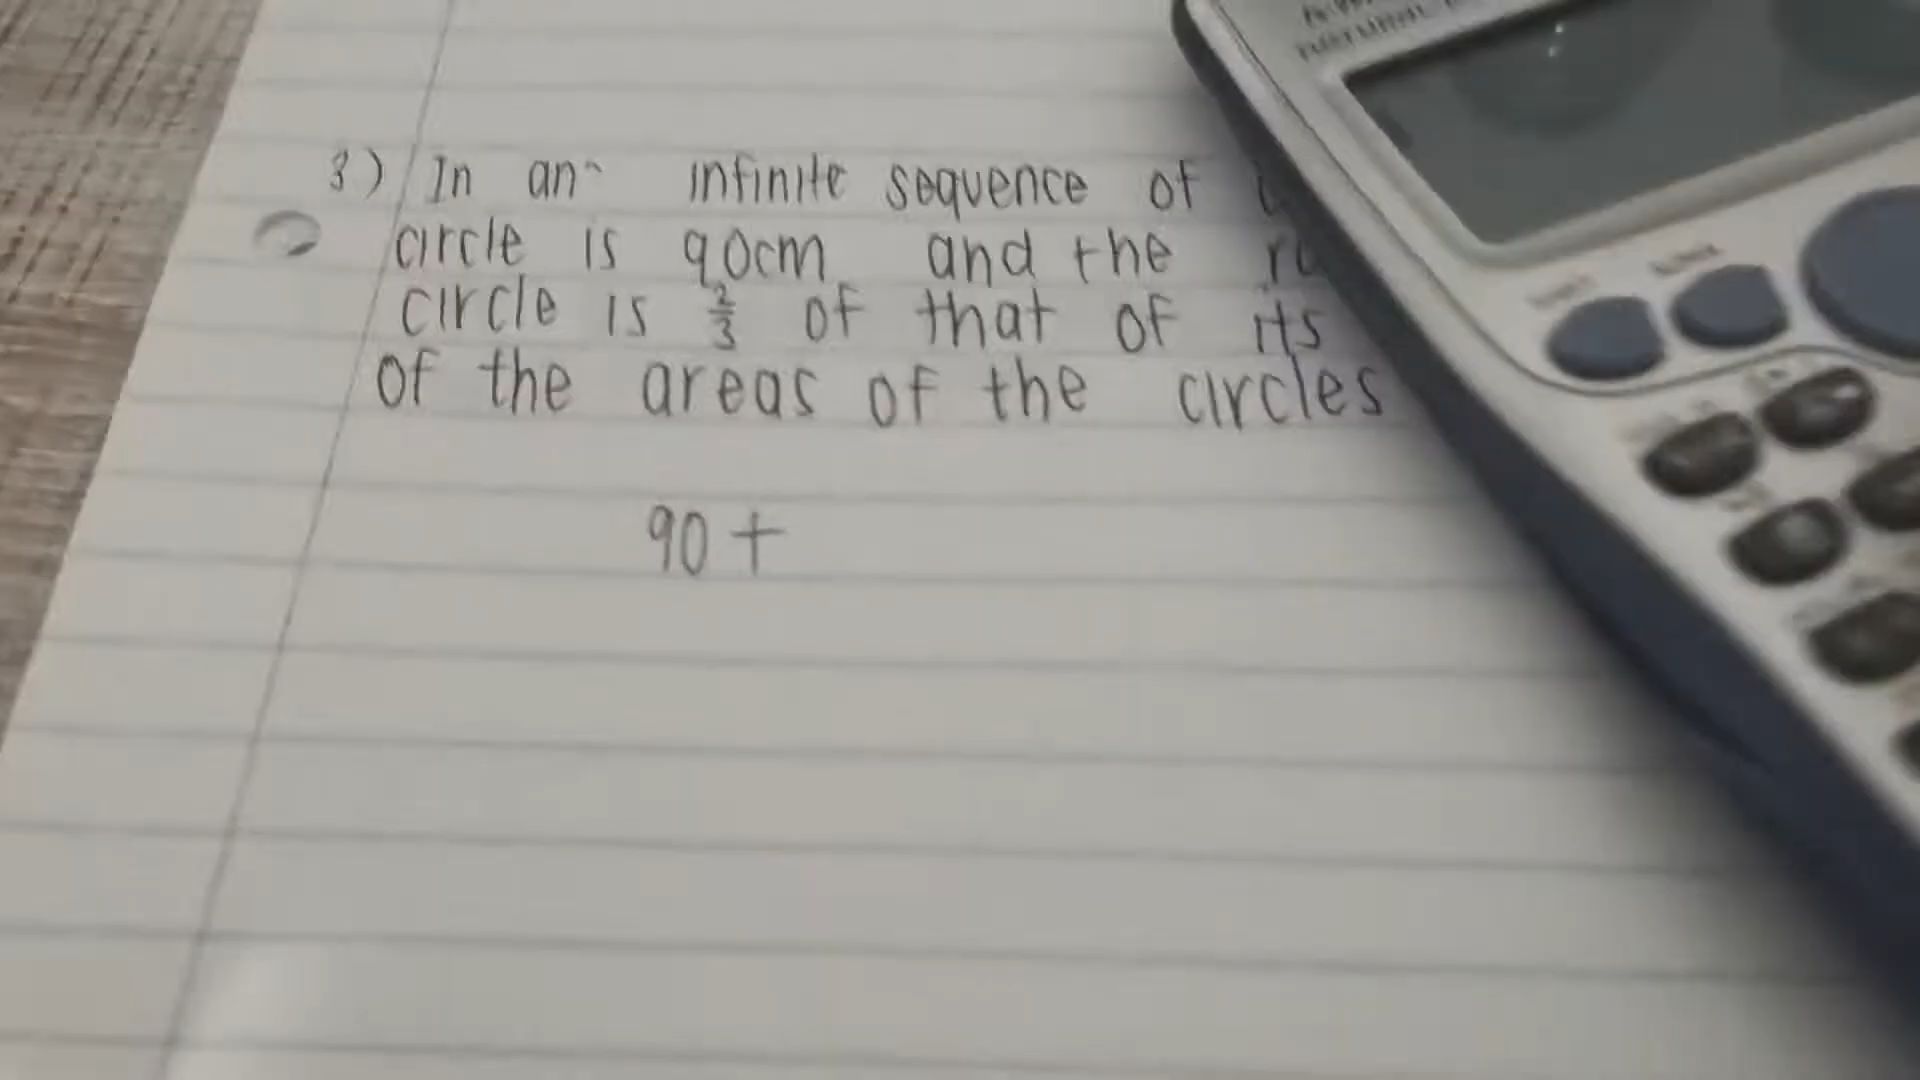 3) In an infinite sequence of
circle is 90cm and the
circle is 2/3 of that of its
of the areas of the circles
90 +